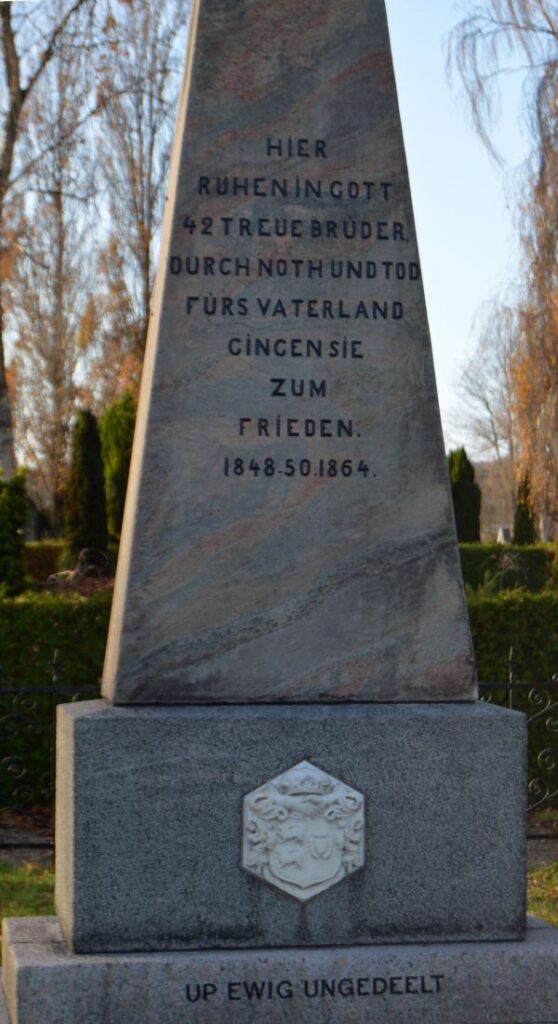 HIER
RUHEN IN GOTT
42 TREUE BRÜDER.
DURCH NOTH UND TOD
FÜRS VATERLAND
GINGEN SIE
ZUM
FRIEDEN.
1848-50.1864.
UP EWIG UNGEDEELT